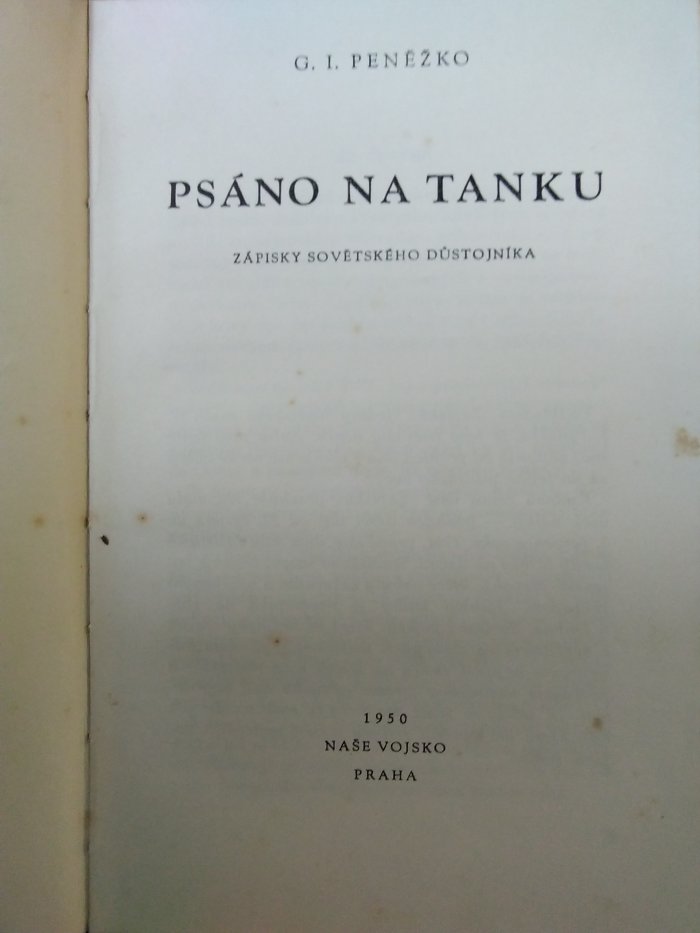 G. I. PENĚŽKO
PSÁNO NA TANKU
ZÁPISKY SOVĚTSKÉHO DŮSTOJNÍKA
1950
NAŠE VOJSKO
PRAHA